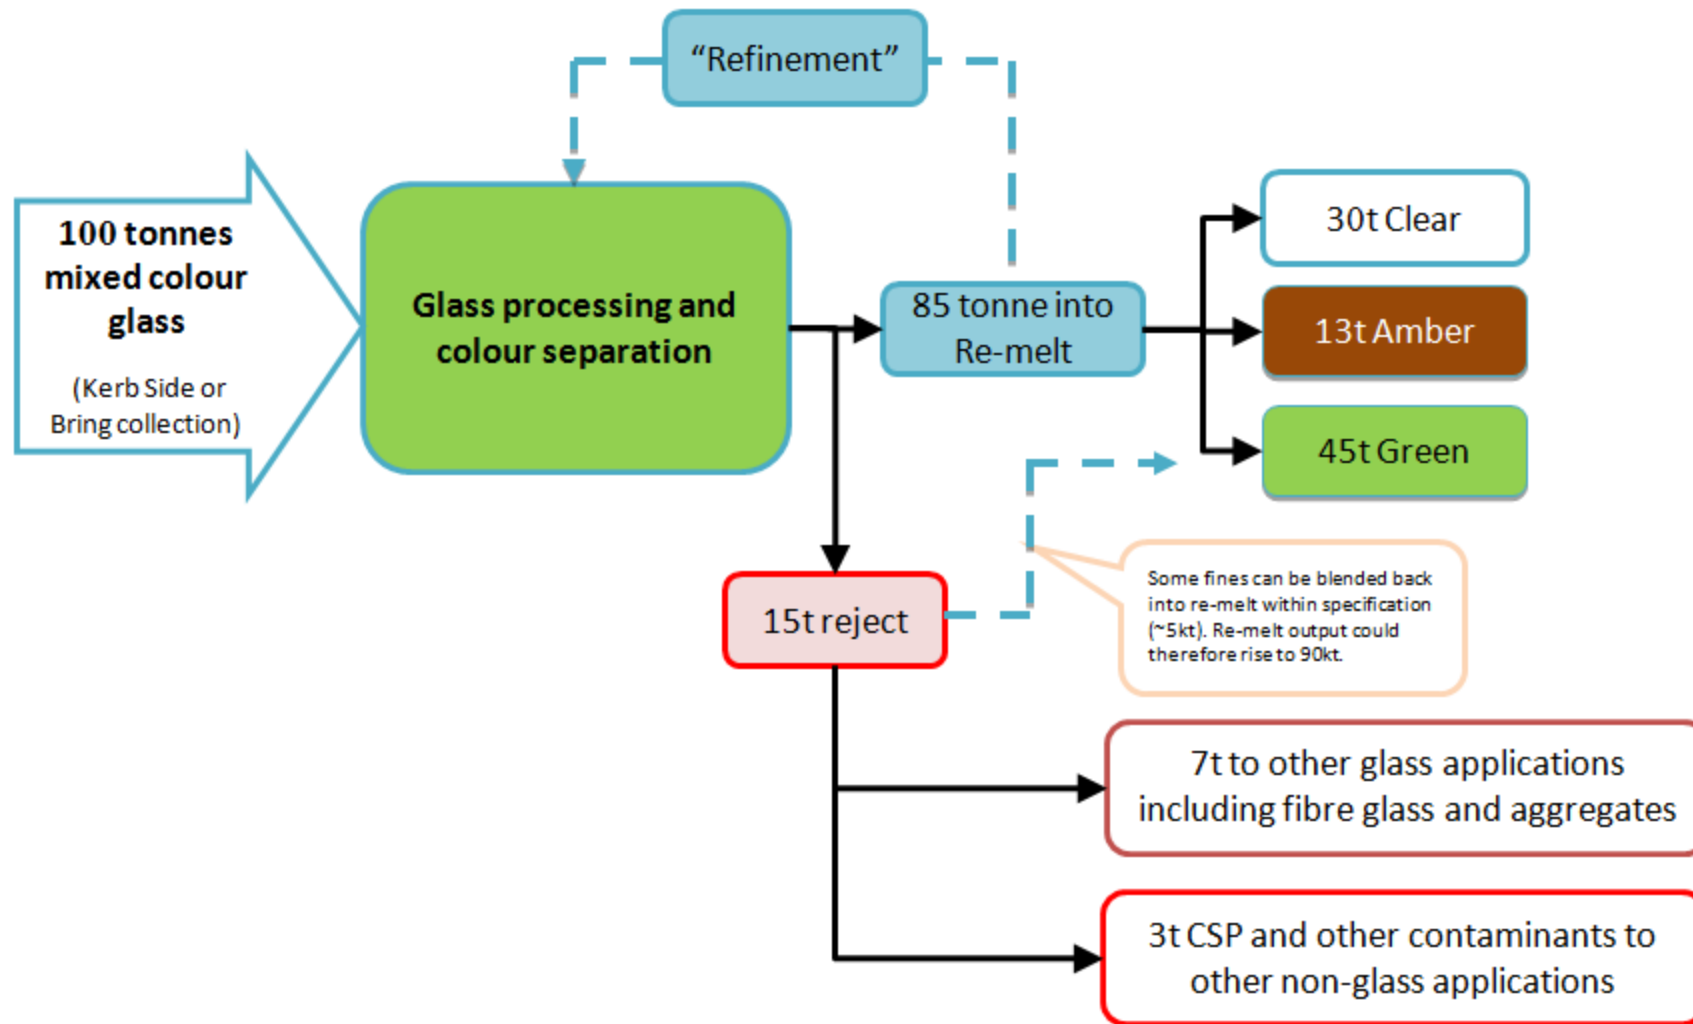 “Refinement”
100 tonnes
mixed colour
glass
(Kerb Side or
Bring collection)
Glass processing and
colour separation
85 tonne into
Re-melt
30t Clear
13t Amber
45t Green
15t reject
Some fines can be blended back
into re-melt within specification
(~5kt). Re-melt output could
therefore rise to 90kt.
7t to other glass applications
including fibre glass and aggregates
3t CSP and other contaminants to
other non-glass applications